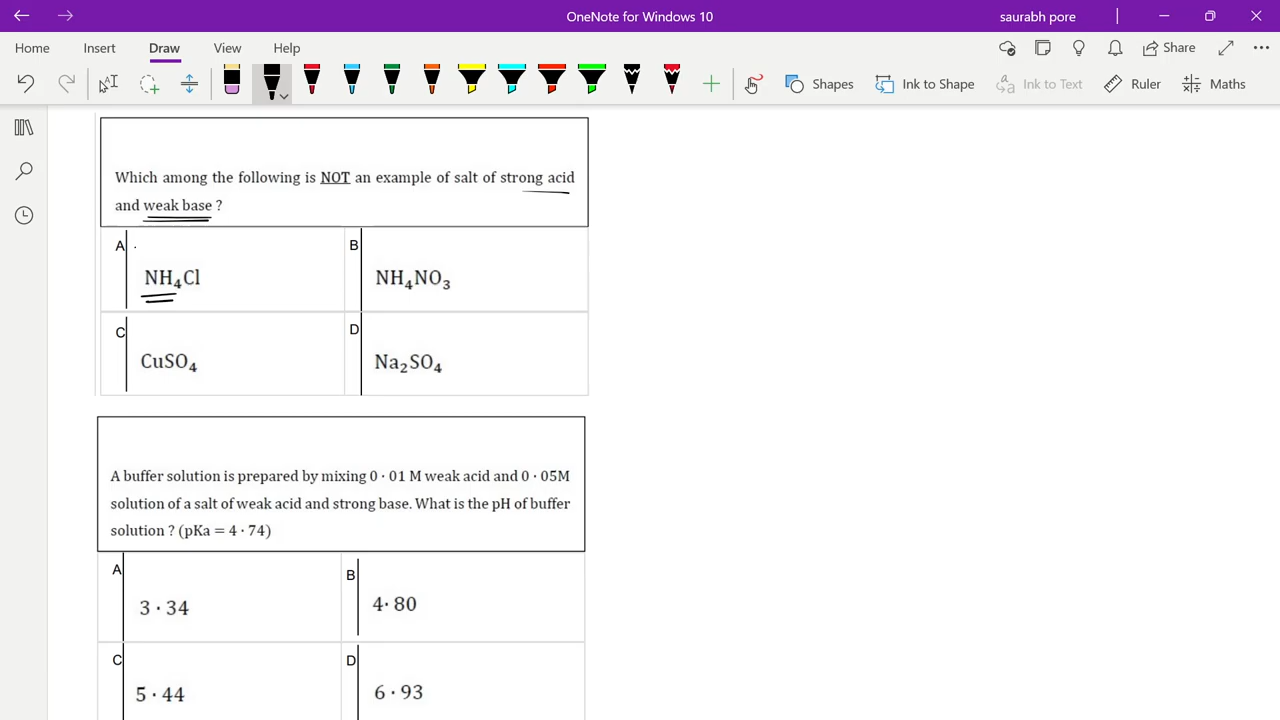 OneNote for Windows 10
saurabh pore
Home Insert Draw View Help
Share
Shapes Ink to Shape Ink to Text Ruler Maths
Which among the following is NOT an example of salt of strong acid
and weak base ?
A
NH₄Cl
B
NH₄NO₃
C
CuSO₄
D
Na₂SO₄
A buffer solution is prepared by mixing 0 · 01 M weak acid and 0 · 05M
solution of a salt of weak acid and strong base. What is the pH of buffer
solution ? (pKa = 4 · 74)
A
3 · 34
B
4· 80
C
5 · 44
D
6 · 93